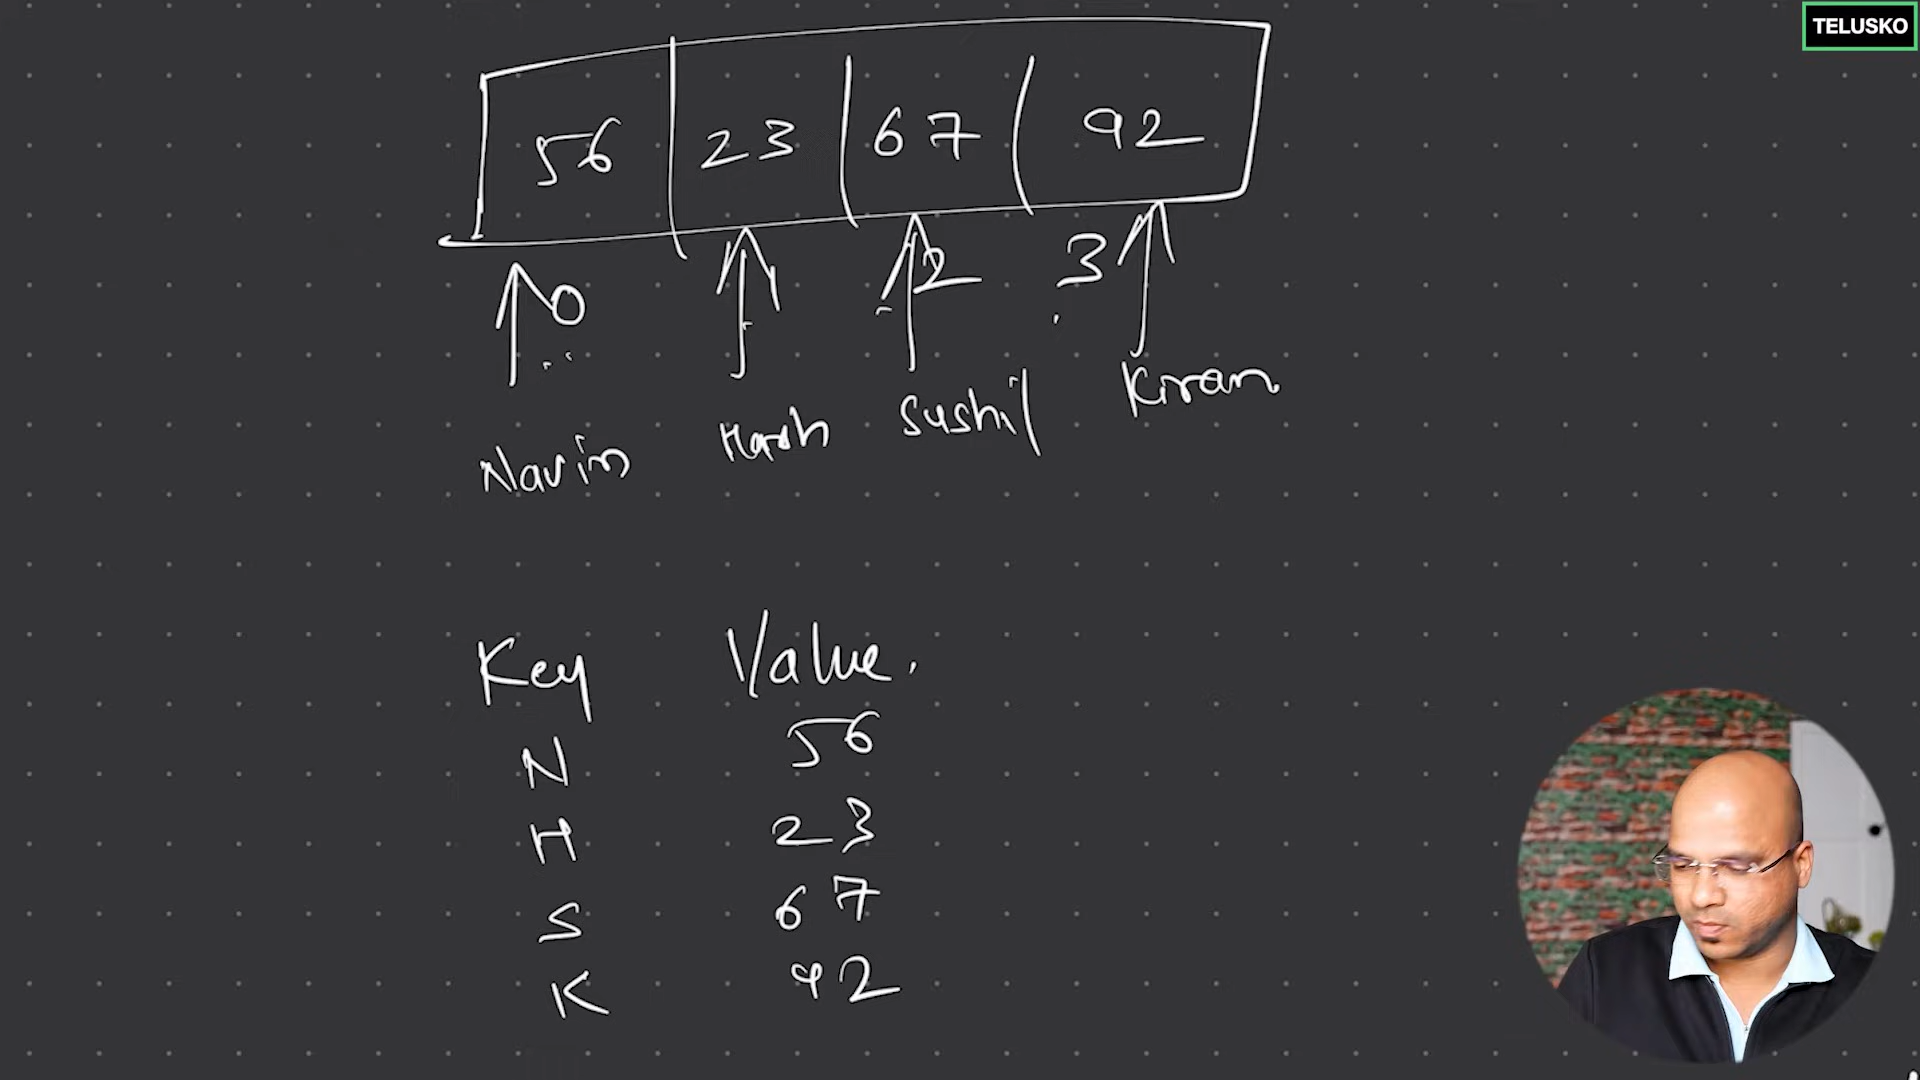 TELUSKO
56 23 67 92
0 2 3
Navin Harsh Sushil Kiran
Key Value.
N 56
H 23
S 67
K 92